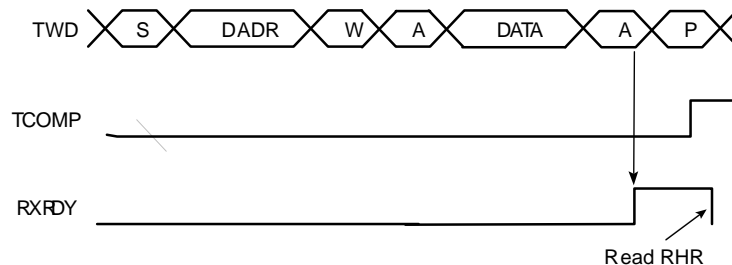 TWD S DADR W A DATA A P
TCOMP
RXRDY
Read RHR